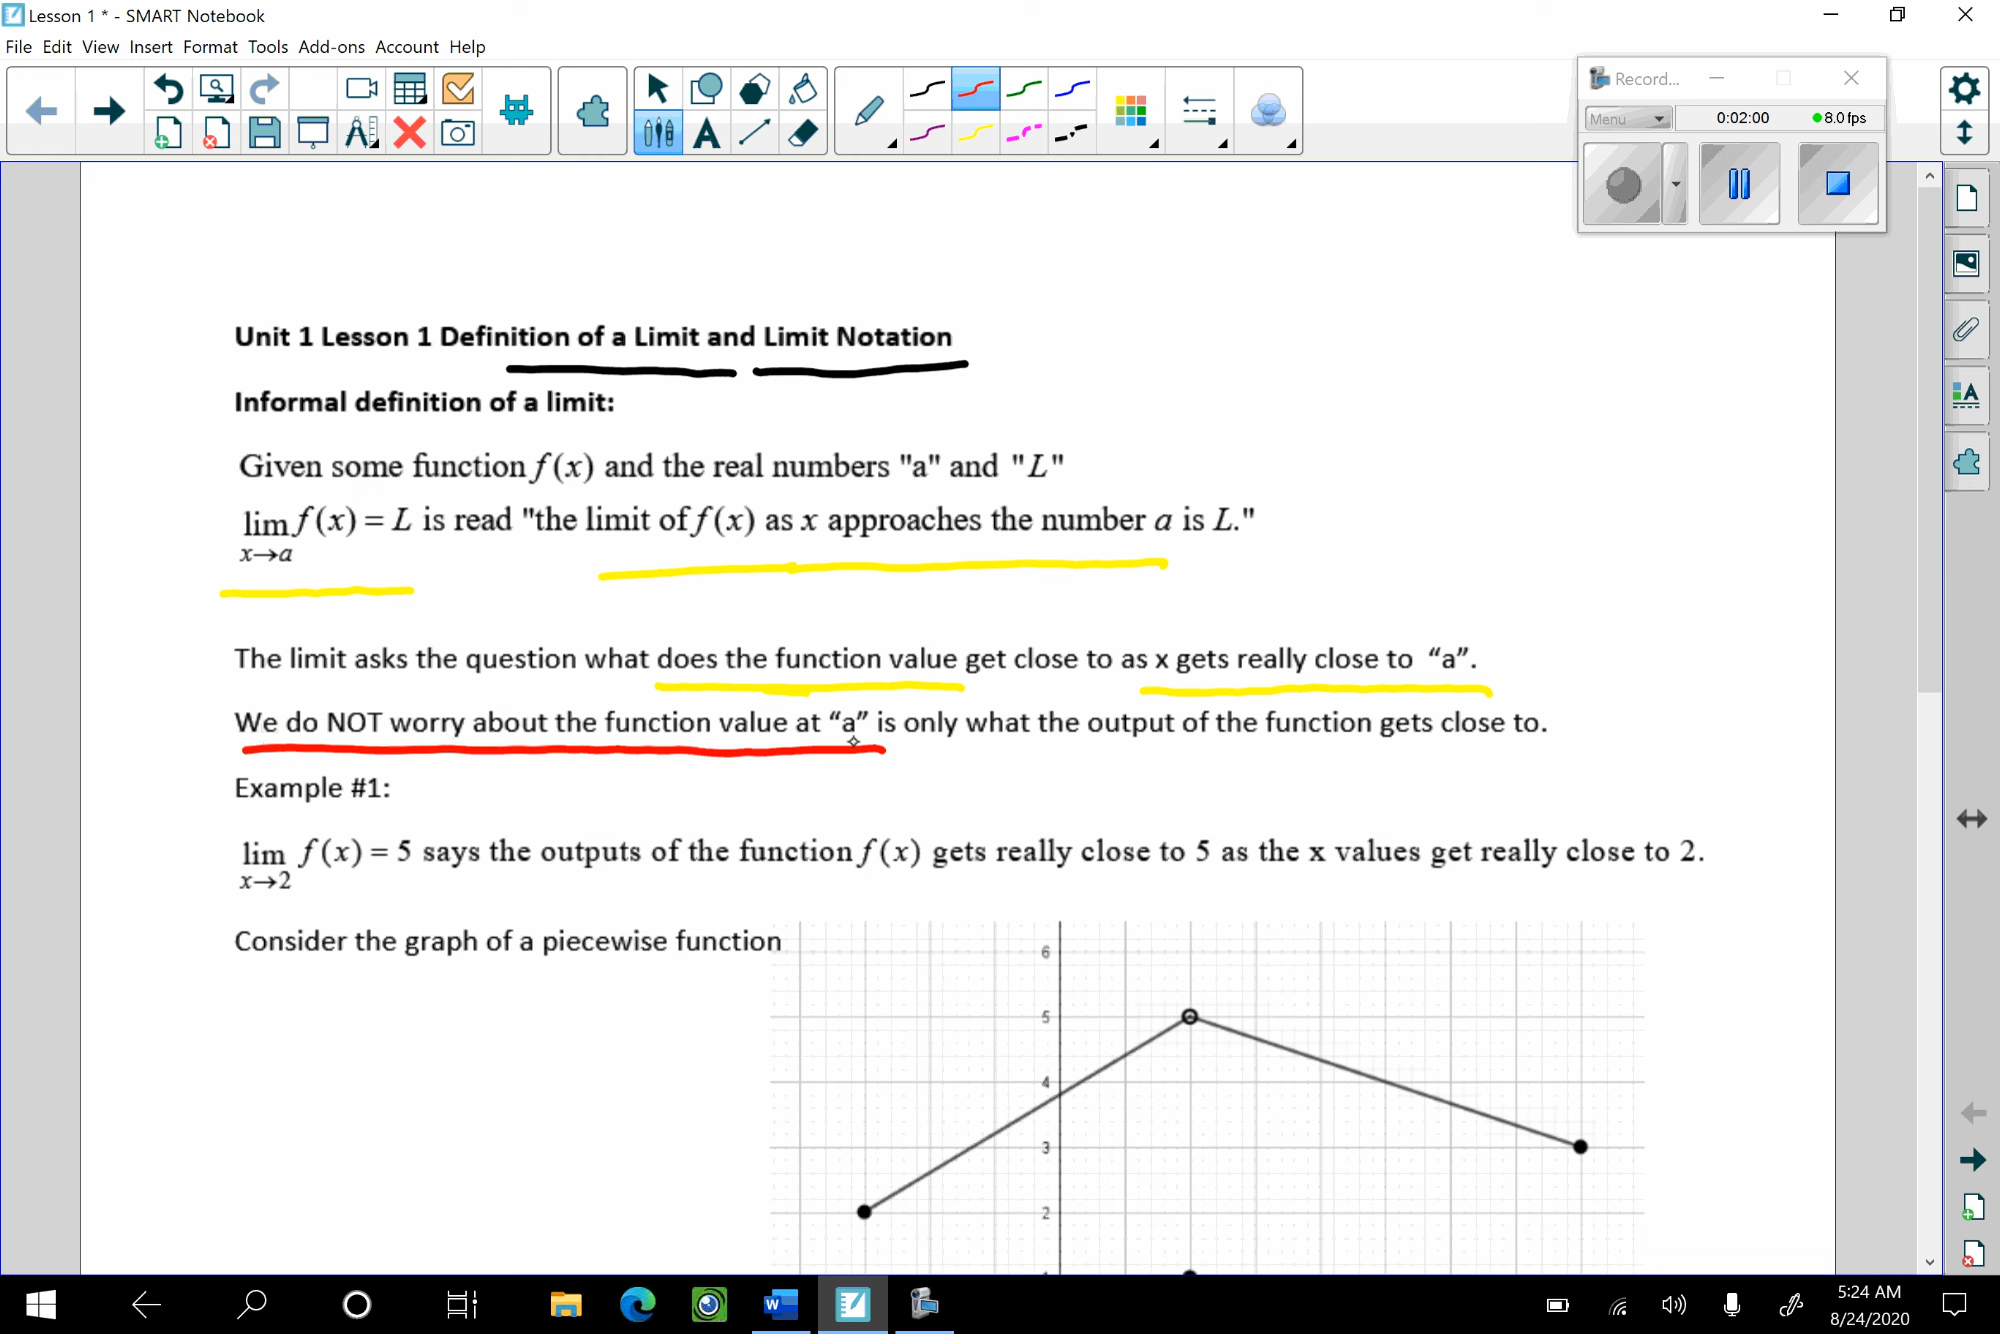 Lesson 1 * - SMART Notebook
File Edit View Insert Format Tools Add-ons Account Help
Record...
Menu 0:02:00 8.0 fps
Unit 1 Lesson 1 Definition of a Limit and Limit Notation
Informal definition of a limit:
Given some function f(x) and the real numbers "a" and "L"
lim f(x) = L is read "the limit of f(x) as x approaches the number a is L."
x→a
The limit asks the question what does the function value get close to as x gets really close to “a”.
We do NOT worry about the function value at “a” is only what the output of the function gets close to.
Example #1:
lim f(x) = 5 says the outputs of the function f(x) gets really close to 5 as the x values get really close to 2.
x→2
Consider the graph of a piecewise function
6
5
4
3
2
5:24 AM
8/24/2020